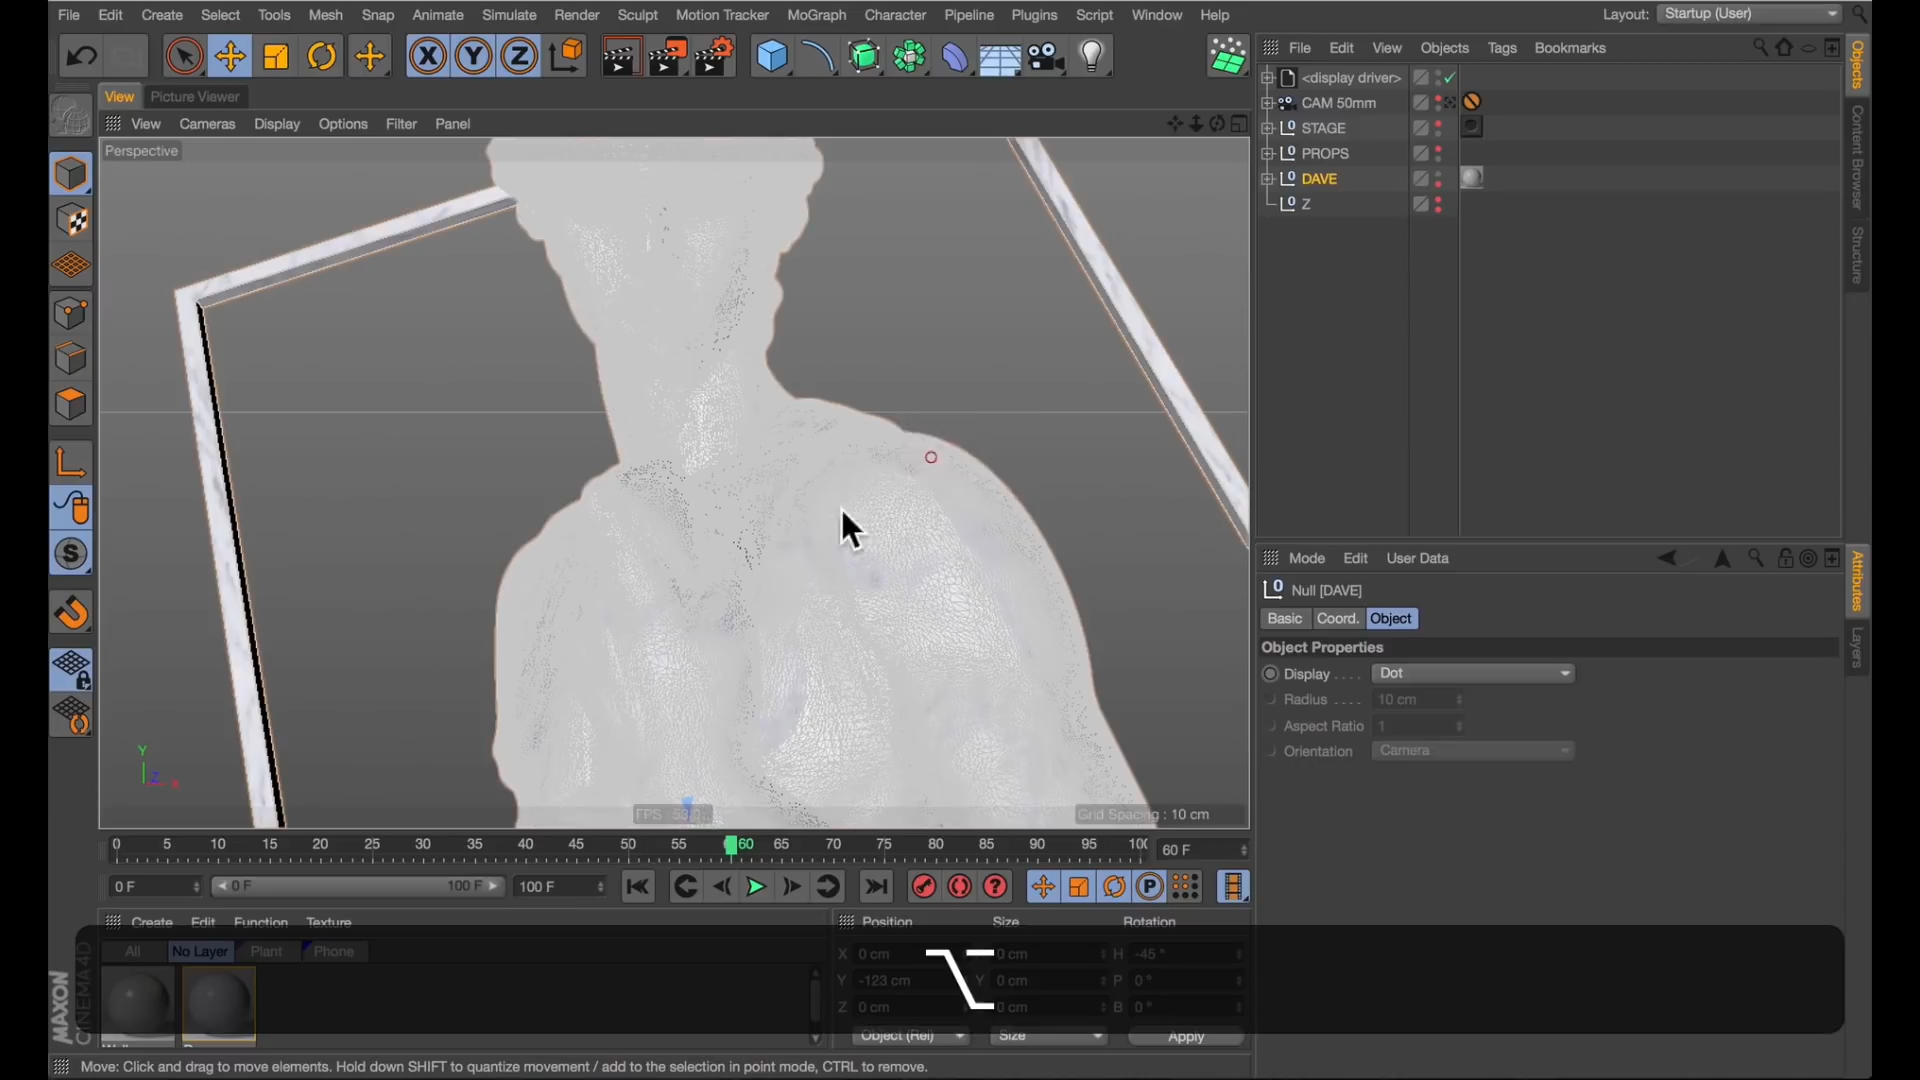 File Edit Create Select Tools Mesh Snap Animate Simulate Render Sculpt Motion Tracker MoGraph Character Pipeline Plugins Script Window Help Layout: Startup (User)
X Y Z
File Edit View Objects Tags Bookmarks
View Picture Viewer
View Cameras Display Options Filter Panel
Perspective
<display driver>
CAM 50mm
STAGE
PROPS
DAVE
Z
Objects
Content Browser
Structure
Mode Edit User Data
Null [DAVE]
Basic Coord. Object
Object Properties
Display Dot
Radius 10 cm
Aspect Ratio 1
Orientation Camera
Attributes
Layers
Y
Z
X
Grid Spacing : 10 cm
0 5 10 15 20 25 30 35 40 45 50 55 60 65 70 75 80 85 90 95 60 F
0 F 0 F 100 F 100 F
P
Create Edit Function Texture
Position Size Rotation
All No Layer Plant Phone
X 0 cm 0 cm H -45 °
Y -123 cm Y 0 cm P 0 °
Z 0 cm 0 cm B 0 °
Object (Rel) Size Apply
MAXON
CINEMA4D
Move: Click and drag to move elements. Hold down SHIFT to quantize movement / add to the selection in point mode, CTRL to remove.